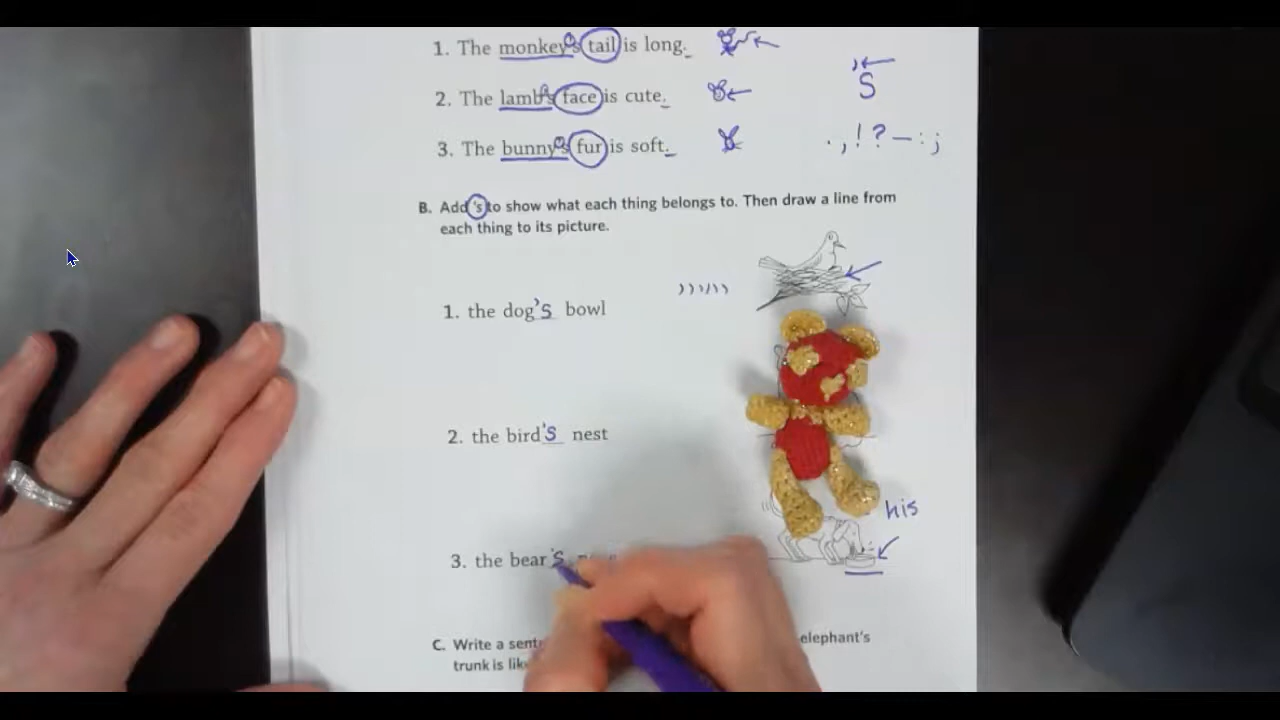 1. The monkey's tail is long.
2. The lamb's face is cute.
S
3. The bunny's fur is soft.
. , ! ? — : ;
B. Add 's to show what each thing belongs to. Then draw a line from
each thing to its picture.
1. the dog's bowl
2. the bird's nest
his
3. the bear's
C. Write a elephant's
trunk is